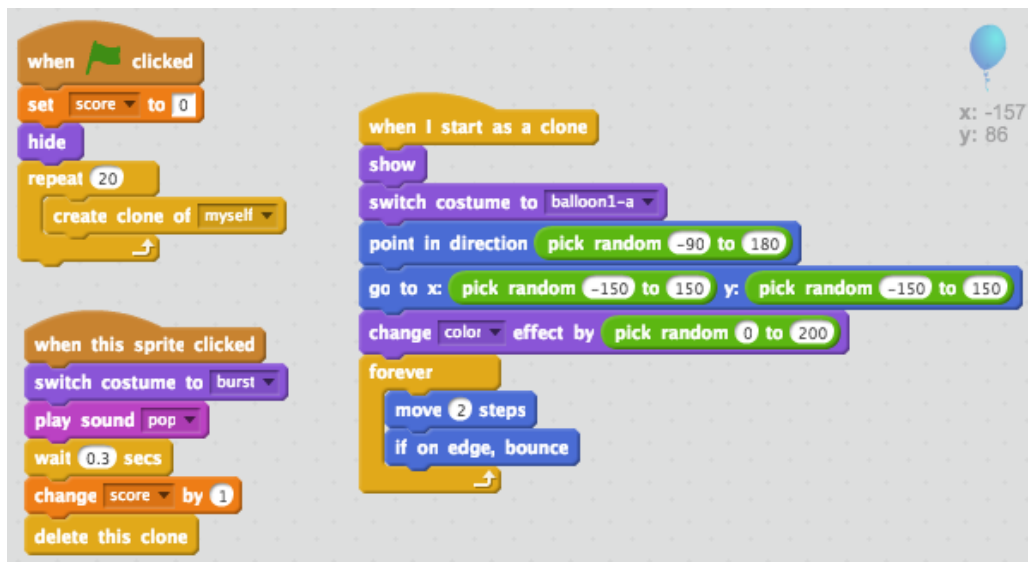 when clicked
set score to 0
hide
repeat 20
create clone of myself
when this sprite clicked
switch costume to burst
play sound pop
wait 0.3 secs
change score by 1
delete this clone
when I start as a clone
show
switch costume to balloon1-a
point in direction pick random -90 to 180
go to x: pick random -150 to 150 y: pick random -150 to 150
change color effect by pick random 0 to 200
forever
move 2 steps
if on edge, bounce
x: -157
y: 86